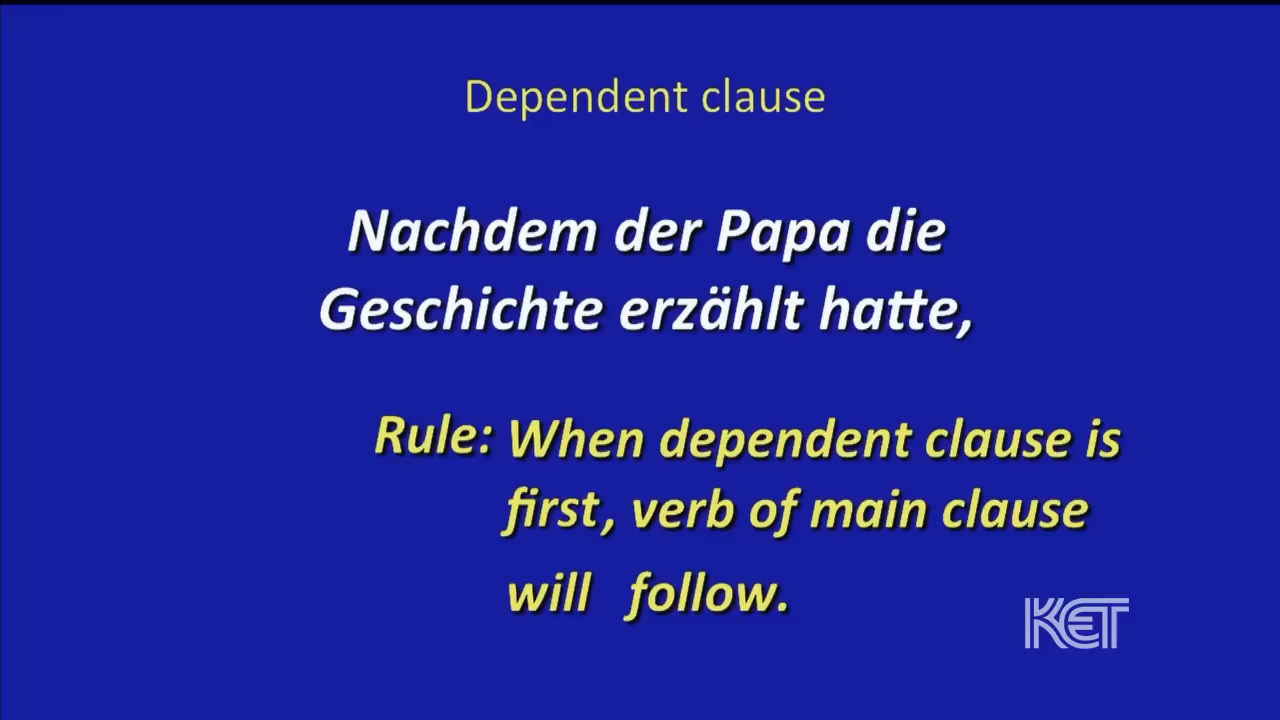 Dependent clause
Nachdem der Papa die
Geschichte erzählt hatte,
Rule: When dependent clause is
first, verb of main clause
will follow.
KET